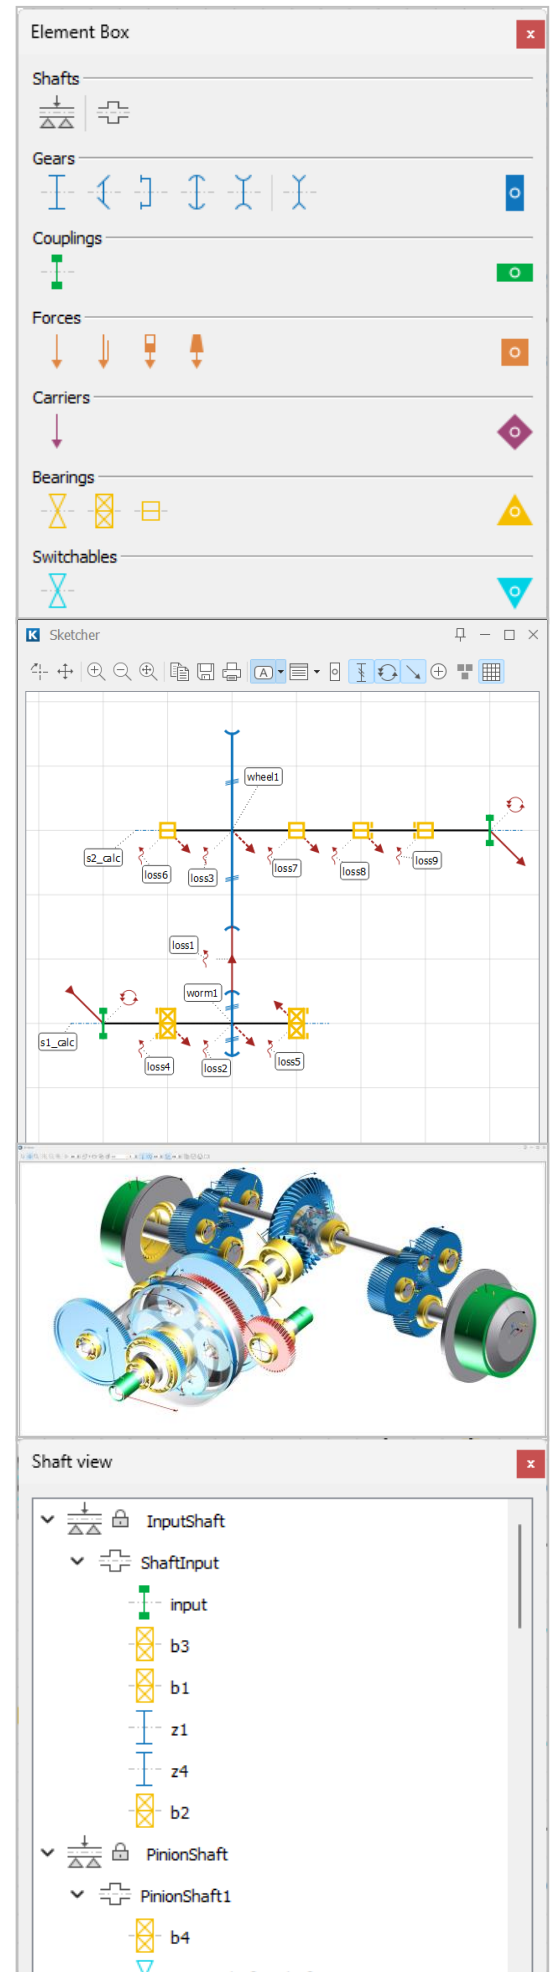 Element Box
x
Shafts
Gears
Couplings
Forces
Carriers
Bearings
Switchables
K Sketcher
A
wheel1
s2_calc
loss6
loss3
loss7
loss8
loss9
loss1
worm1
s1_calc
loss4
loss2
loss5
Shaft view
x
InputShaft
ShaftInput
input
b3
b1
z1
z4
b2
PinionShaft
PinionShaft1
b4